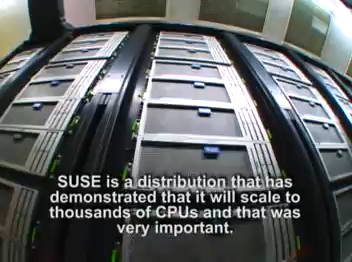 SUSE is a distribution that has
demonstrated that it will scale to
thousands of CPUs and that was
very important.